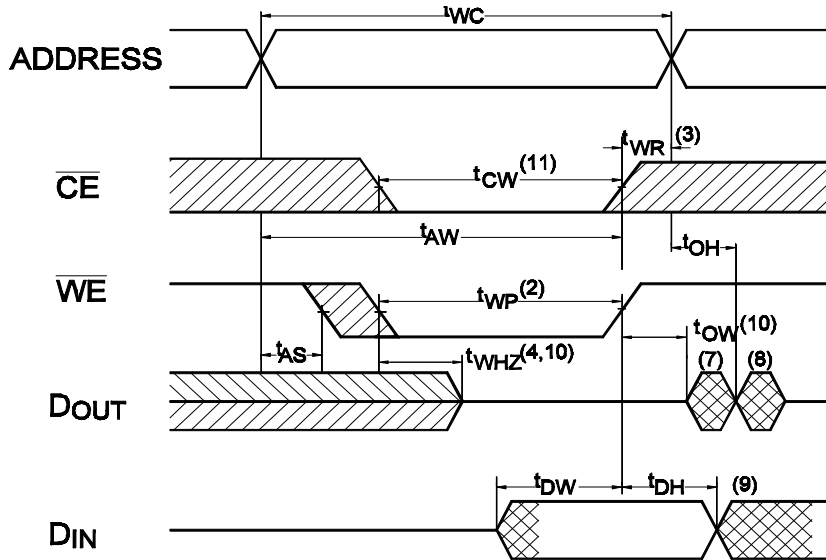 tWC
ADDRESS
tWR (3)
CE
tCW (11)
tAW
tOH
WE
tWP (2)
tOW (10)
tAS
tWHZ (4,10)
(7) (8)
DOUT
tDW
tDH
(9)
DIN